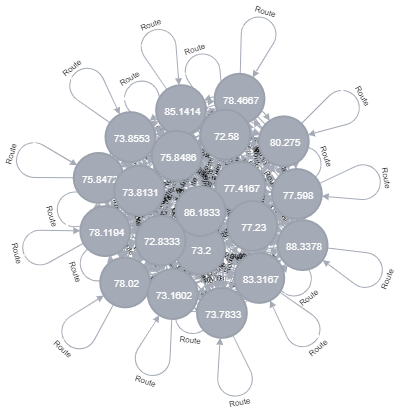 Route
Route
Route
Route
Route
78.4667
85.1414
Route
73.8553
72.58
80.275
75.8486
Route
Route
Route
75.8477
73.8131
77.4167
77.598
86.1833
78.1194
77.23
Route
72.8333
73.2
88.3378
Route
78.02
83.3167
Route
73.1602
Route
73.7833
Route
Route
Route
Route
Route